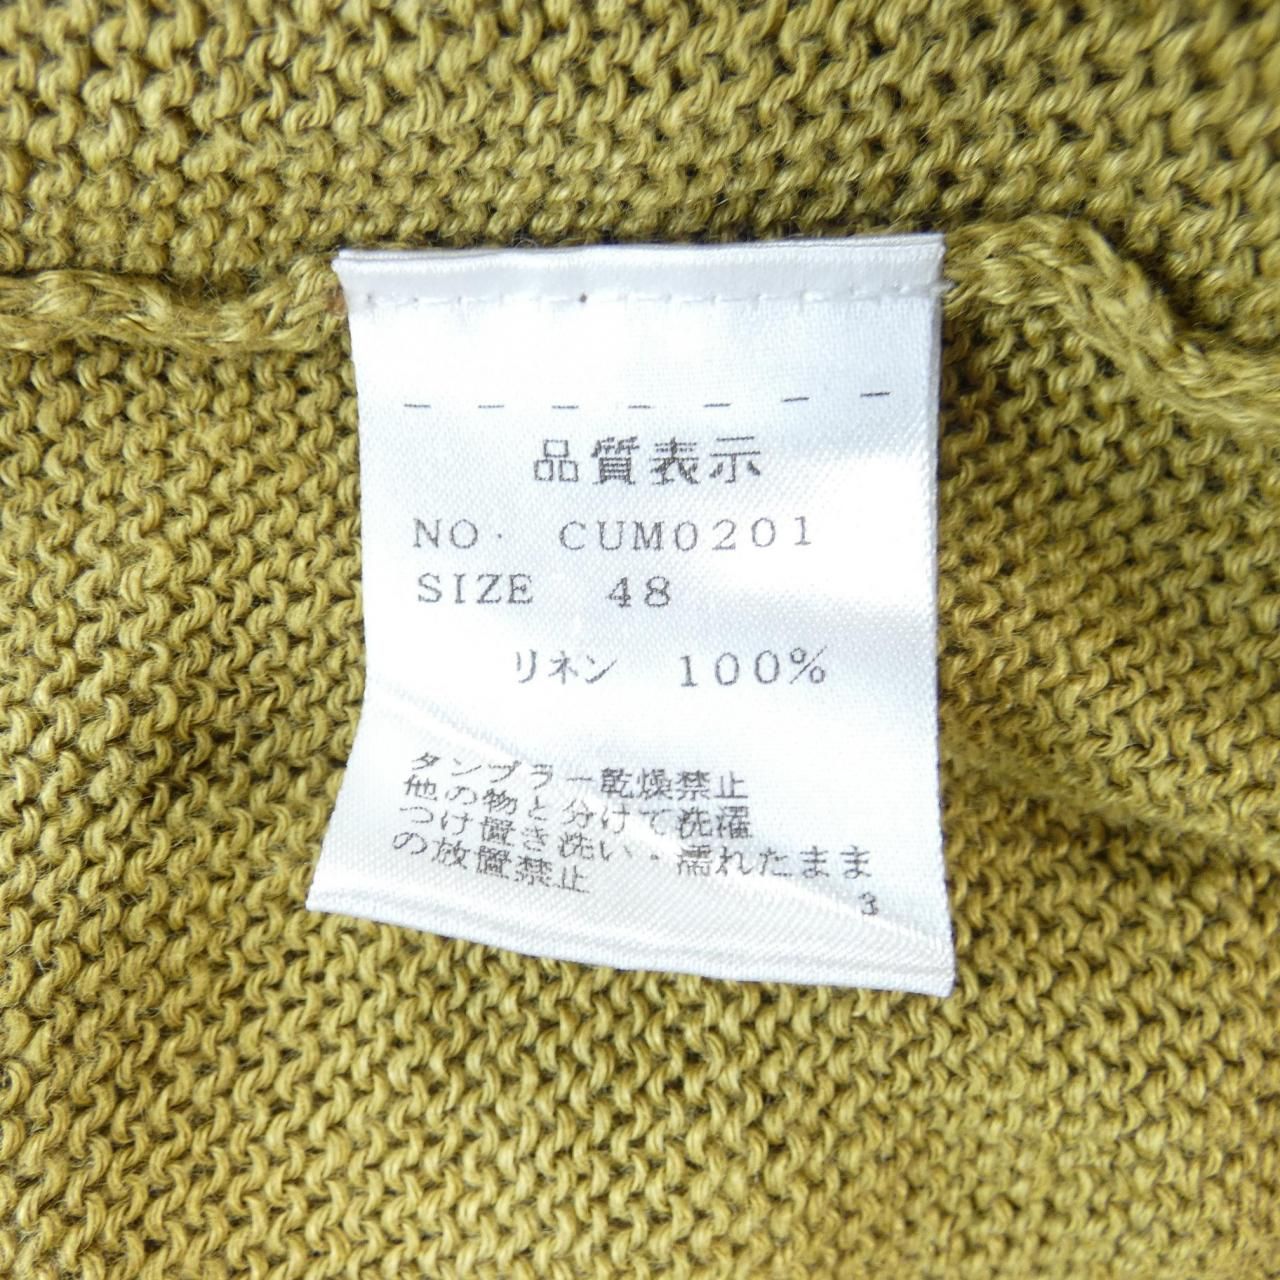 品質表示
NO. CUM0201
SIZE 48
リネン 100%
タンブラー乾燥禁止
他の物と分けて洗濯
つけ置き洗い・濡れたまま
の放置禁止
3